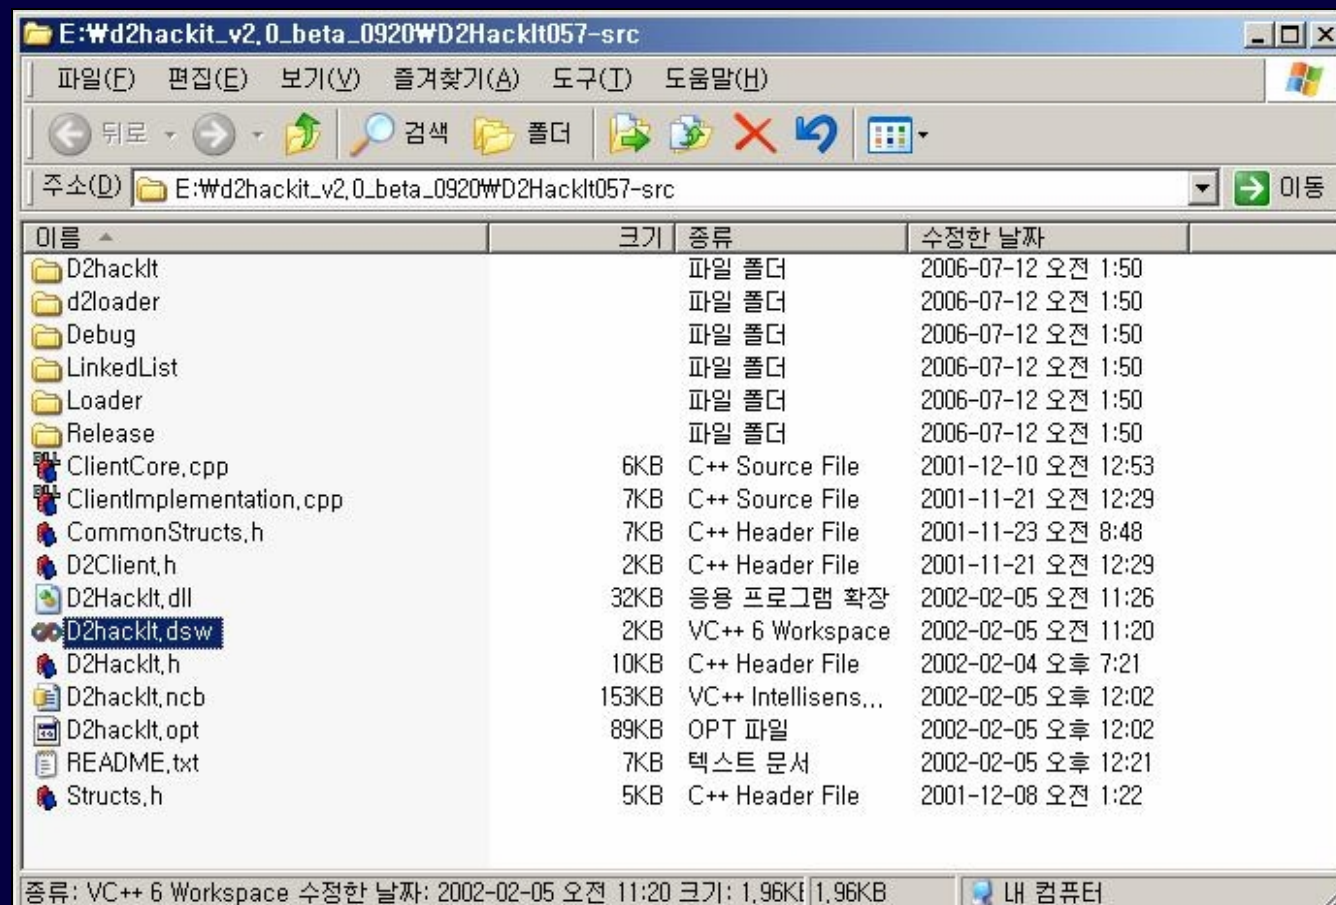 E:₩d2hackit_v2.0_beta_0920₩D2HackIt057-src
파일(F) 편집(E) 보기(V) 즐겨찾기(A) 도구(T) 도움말(H)
뒤로 검색 폴더
주소(D) E:₩d2hackit_v2.0_beta_0920₩D2HackIt057-src 이동
이름 크기 종류 수정한 날짜
D2hackIt 파일 폴더 2006-07-12 오전 1:50
d2loader 파일 폴더 2006-07-12 오전 1:50
Debug 파일 폴더 2006-07-12 오전 1:50
LinkedList 파일 폴더 2006-07-12 오전 1:50
Loader 파일 폴더 2006-07-12 오전 1:50
Release 파일 폴더 2006-07-12 오전 1:50
ClientCore.cpp 6KB C++ Source File 2001-12-10 오전 12:53
ClientImplementation.cpp 7KB C++ Source File 2001-11-21 오전 12:29
CommonStructs.h 7KB C++ Header File 2001-11-23 오전 8:48
D2Client.h 2KB C++ Header File 2001-11-21 오전 12:29
D2HackIt.dll 32KB 응용 프로그램 확장 2002-02-05 오전 11:26
D2hackIt.dsw 2KB VC++ 6 Workspace 2002-02-05 오전 11:20
D2HackIt.h 10KB C++ Header File 2002-02-04 오후 7:21
D2hackIt.ncb 153KB VC++ Intellisens... 2002-02-05 오후 12:02
D2hackIt.opt 89KB OPT 파일 2002-02-05 오후 12:02
README.txt 7KB 텍스트 문서 2002-02-05 오후 12:21
Structs.h 5KB C++ Header File 2001-12-08 오전 1:22
종류: VC++ 6 Workspace 수정한 날짜: 2002-02-05 오전 11:20 크기: 1.96KB 1.96KB 내 컴퓨터